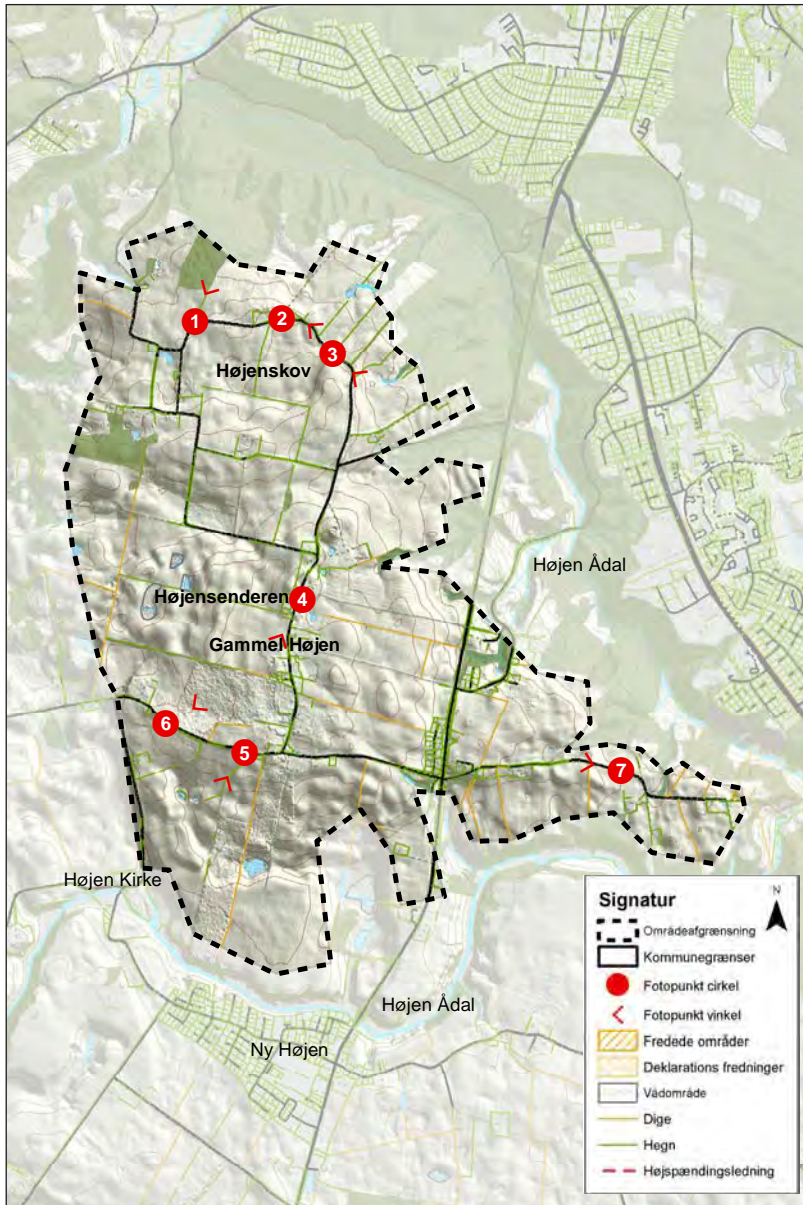 1
2
3
Højenskov
Højen Ådal
Højensenderen
4
Gammel Højen
6
5
7
Højen Kirke
Højen Ådal
Ny Højen
Signatur
N
Områdeafgrænsning
Kommunegrænser
Fotopunkt cirkel
Fotopunkt vinkel
Fredede områder
Deklarations fredninger
Vådområde
Dige
Hegn
Højspændingsledning